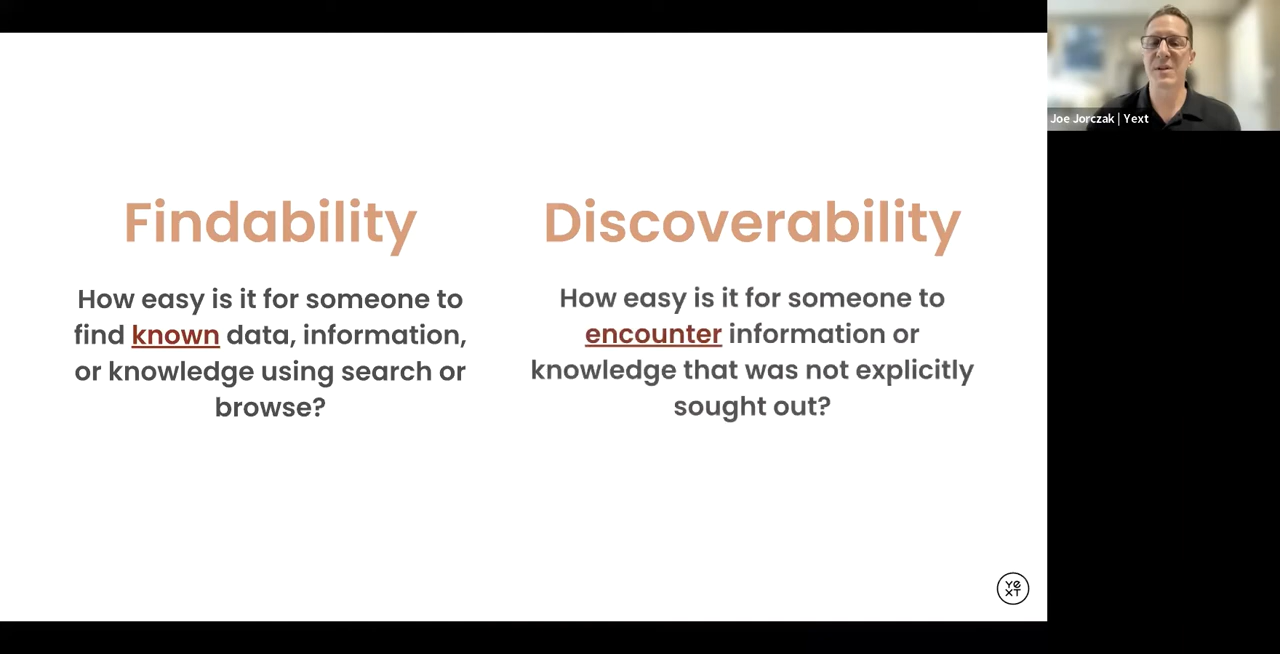 Findability
How easy is it for someone to
find known data, information,
or knowledge using search or
browse?
Discoverability
How easy is it for someone to
encounter information or
knowledge that was not explicitly
sought out?
Joe Jorczak | Yext
Ye
xT